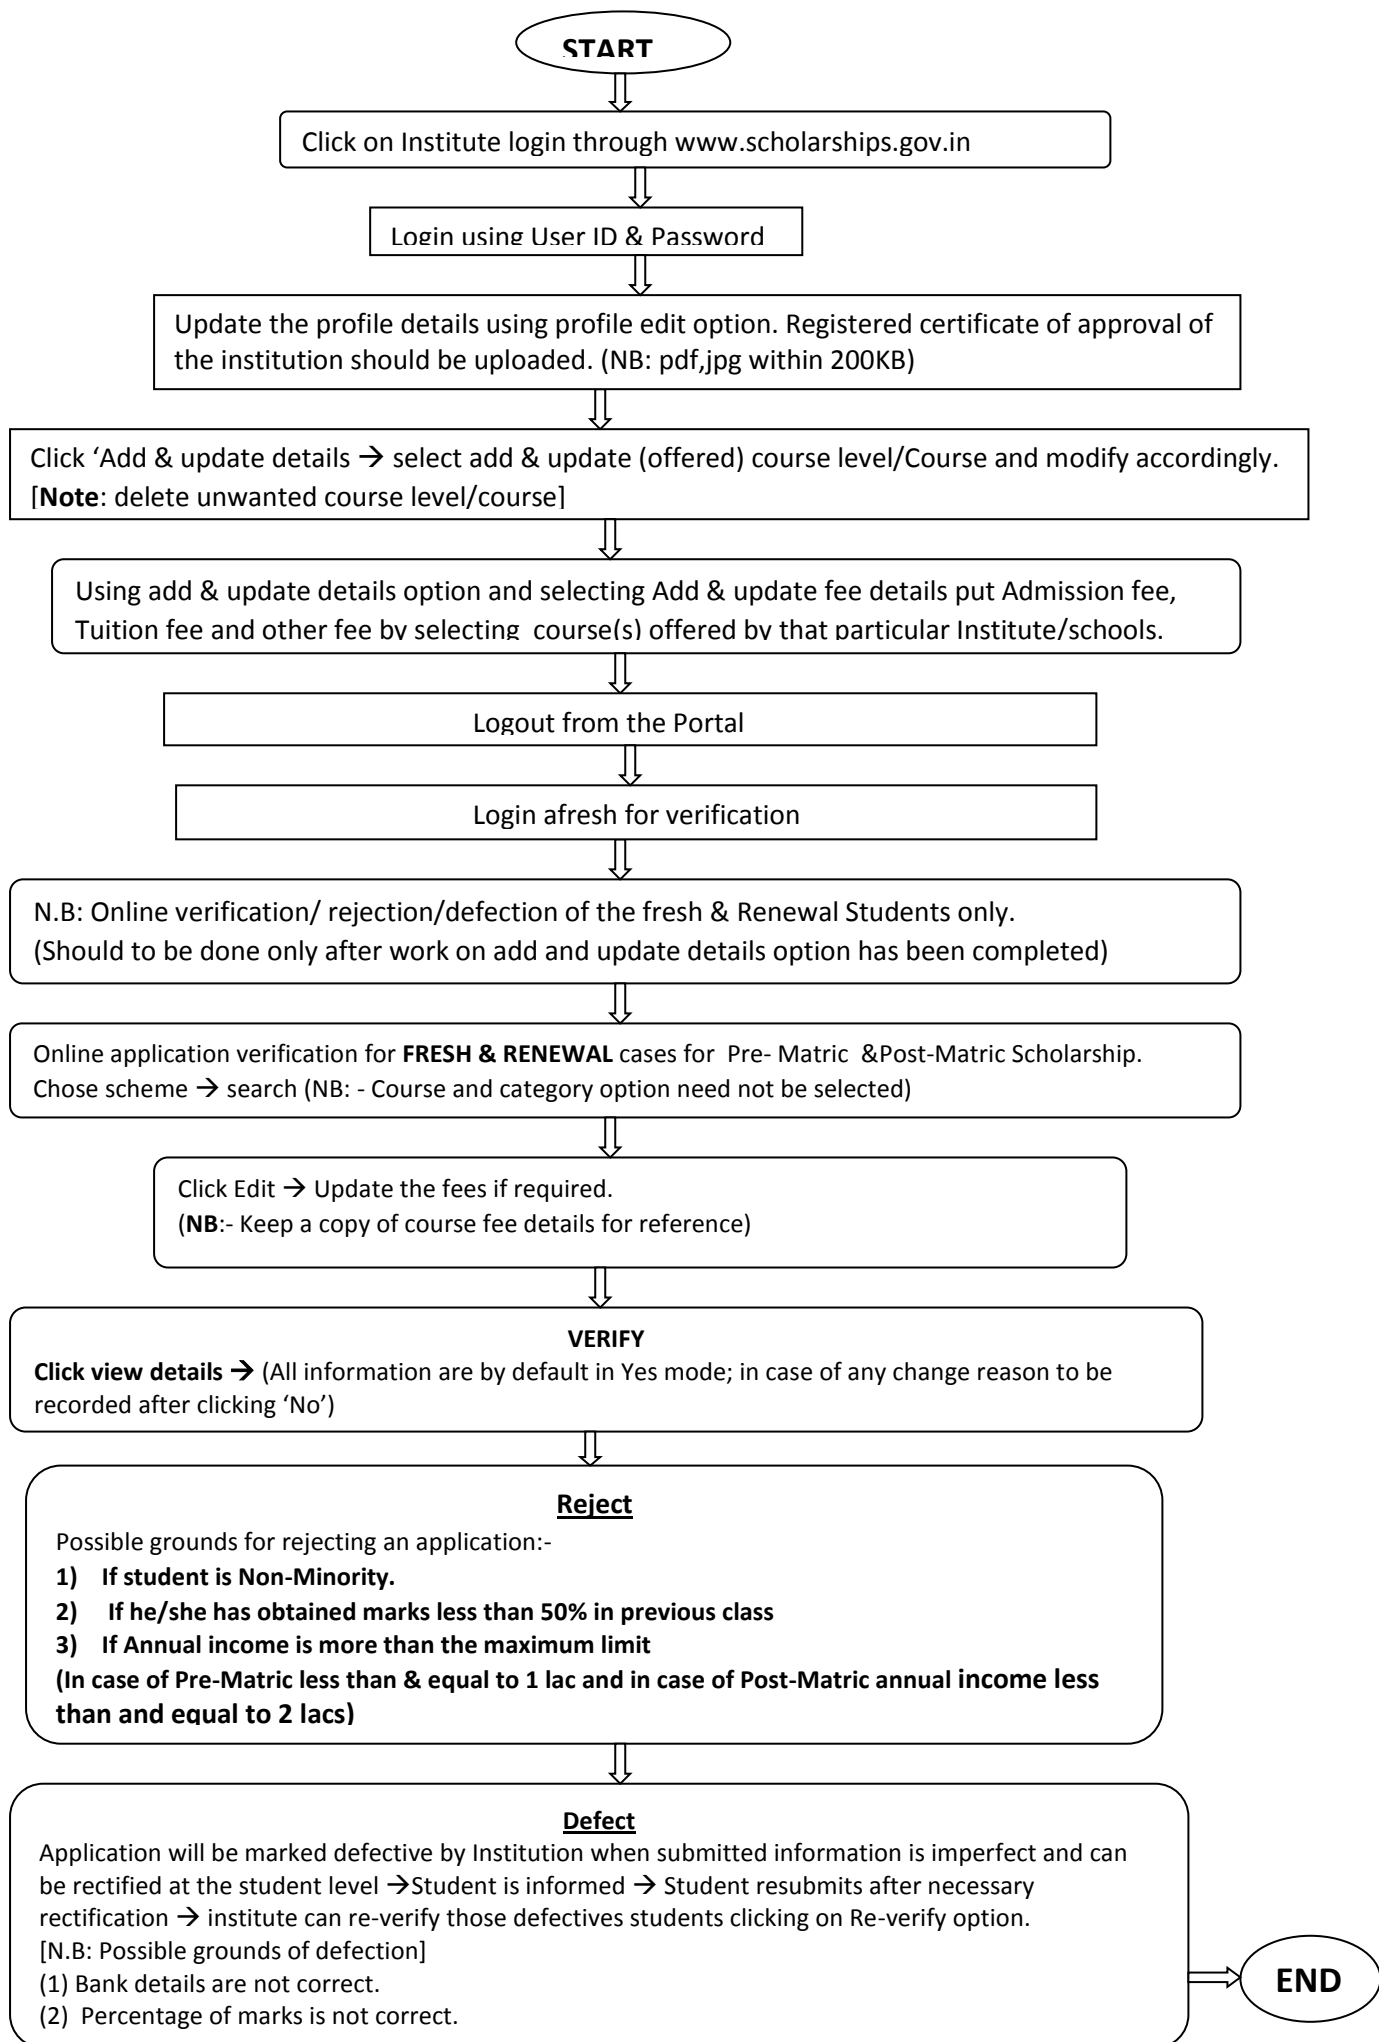 START
Click on Institute login through www.scholarships.gov.in
Login using User ID & Password
Update the profile details using profile edit option. Registered certificate of approval of
the institution should be uploaded. (NB: pdf,jpg within 200KB)
Click ‘Add & update details → select add & update (offered) course level/Course and modify accordingly.
[Note: delete unwanted course level/course]
Using add & update details option and selecting Add & update fee details put Admission fee,
Tuition fee and other fee by selecting course(s) offered by that particular Institute/schools.
Logout from the Portal
Login afresh for verification
N.B: Online verification/ rejection/defection of the fresh & Renewal Students only.
(Should to be done only after work on add and update details option has been completed)
Online application verification for FRESH & RENEWAL cases for Pre- Matric &Post-Matric Scholarship.
Chose scheme → search (NB: - Course and category option need not be selected)
Click Edit → Update the fees if required.
(NB:- Keep a copy of course fee details for reference)
VERIFY
Click view details → (All information are by default in Yes mode; in case of any change reason to be
recorded after clicking ‘No’)
Reject
Possible grounds for rejecting an application:-
1) If student is Non-Minority.
2) If he/she has obtained marks less than 50% in previous class
3) If Annual income is more than the maximum limit
(In case of Pre-Matric less than & equal to 1 lac and in case of Post-Matric annual income less
than and equal to 2 lacs)
Defect
Application will be marked defective by Institution when submitted information is imperfect and can
be rectified at the student level →Student is informed → Student resubmits after necessary
rectification → institute can re-verify those defectives students clicking on Re-verify option.
[N.B: Possible grounds of defection]
(1) Bank details are not correct.
(2) Percentage of marks is not correct.
END